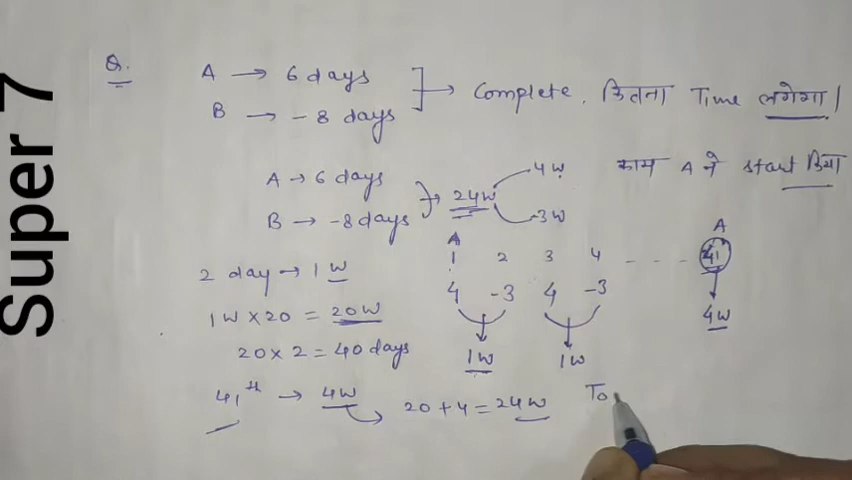 Super 7
Q.
A → 6 days
B → - 8 days
→ Complete. कितना Time लगेगा।
काम A ने start किया
A → 6 days
B → -8 days
→ 24W
4W
-3W
A
A
1 2 3 4 - - - - 41
4 -3 4 -3
4W
1W 1W
2 day → 1 W
1W × 20 = 20W
20 × 2 = 40 days
41th → 4W
20 + 4 = 24W
To